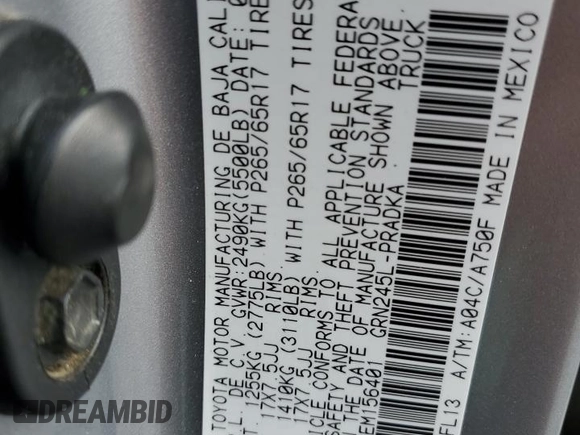 TOYOTA MOTOR MANUFACTURING DE BAJA CALI
DE C.V. GVWR:2490KG(5500LB) DATE:
1255KG (2775LB) WITH P265/65R17 TIRES
17X7.5JJ RIMS
1410KG (3110LB) WITH P265/65R17 TIRES
17X7.5JJ RIMS
ICLE CONFORMS TO ALL APPLICABLE FEDERA
SAFETY AND THEFT PREVENTION STANDARDS
THE DATE OF MANUFACTURE SHOWN ABOVE.
EM156401 TRUCK
GRN245L-PRADKA
FL13 A/TM:A04C/A750F MADE IN MEXICO
DREAMBID